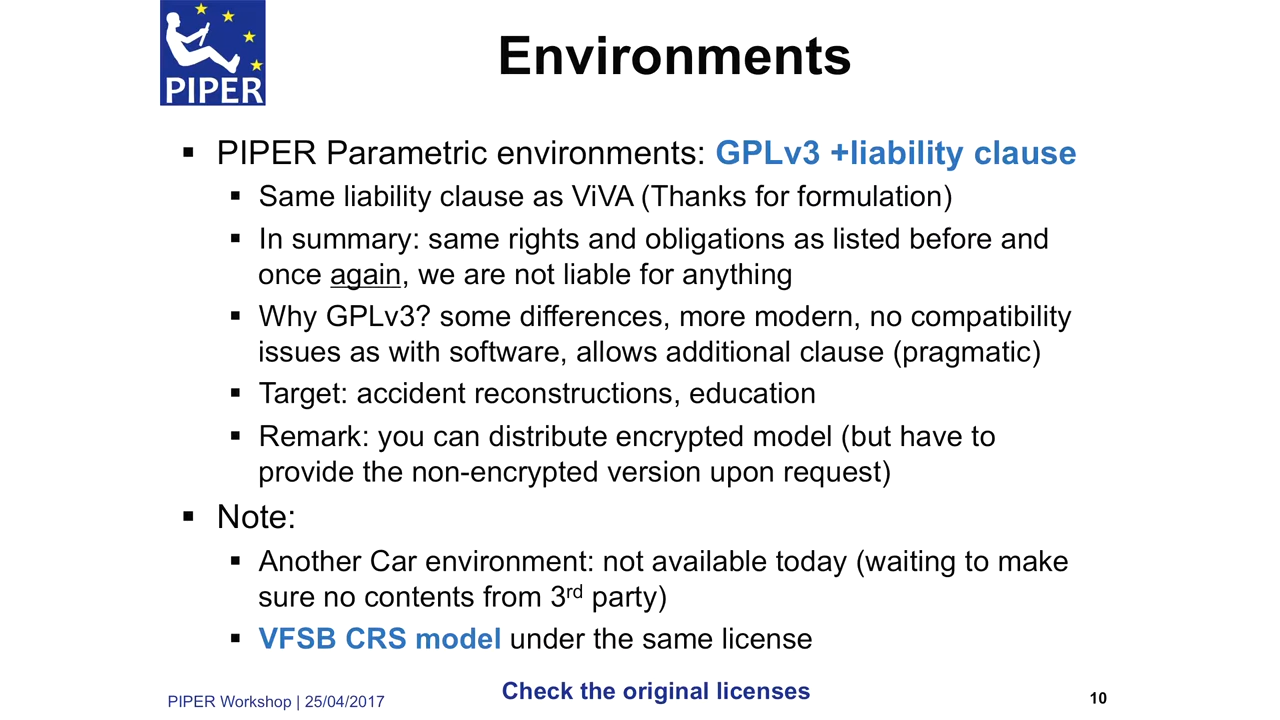 PIPER
Environments
▪ PIPER Parametric environments: GPLv3 +liability clause
▪ Same liability clause as ViVA (Thanks for formulation)
▪ In summary: same rights and obligations as listed before and
once again, we are not liable for anything
▪ Why GPLv3? some differences, more modern, no compatibility
issues as with software, allows additional clause (pragmatic)
▪ Target: accident reconstructions, education
▪ Remark: you can distribute encrypted model (but have to
provide the non-encrypted version upon request)
▪ Note:
▪ Another Car environment: not available today (waiting to make
sure no contents from 3rd party)
▪ VFSB CRS model under the same license
PIPER Workshop | 25/04/2017
Check the original licenses
10